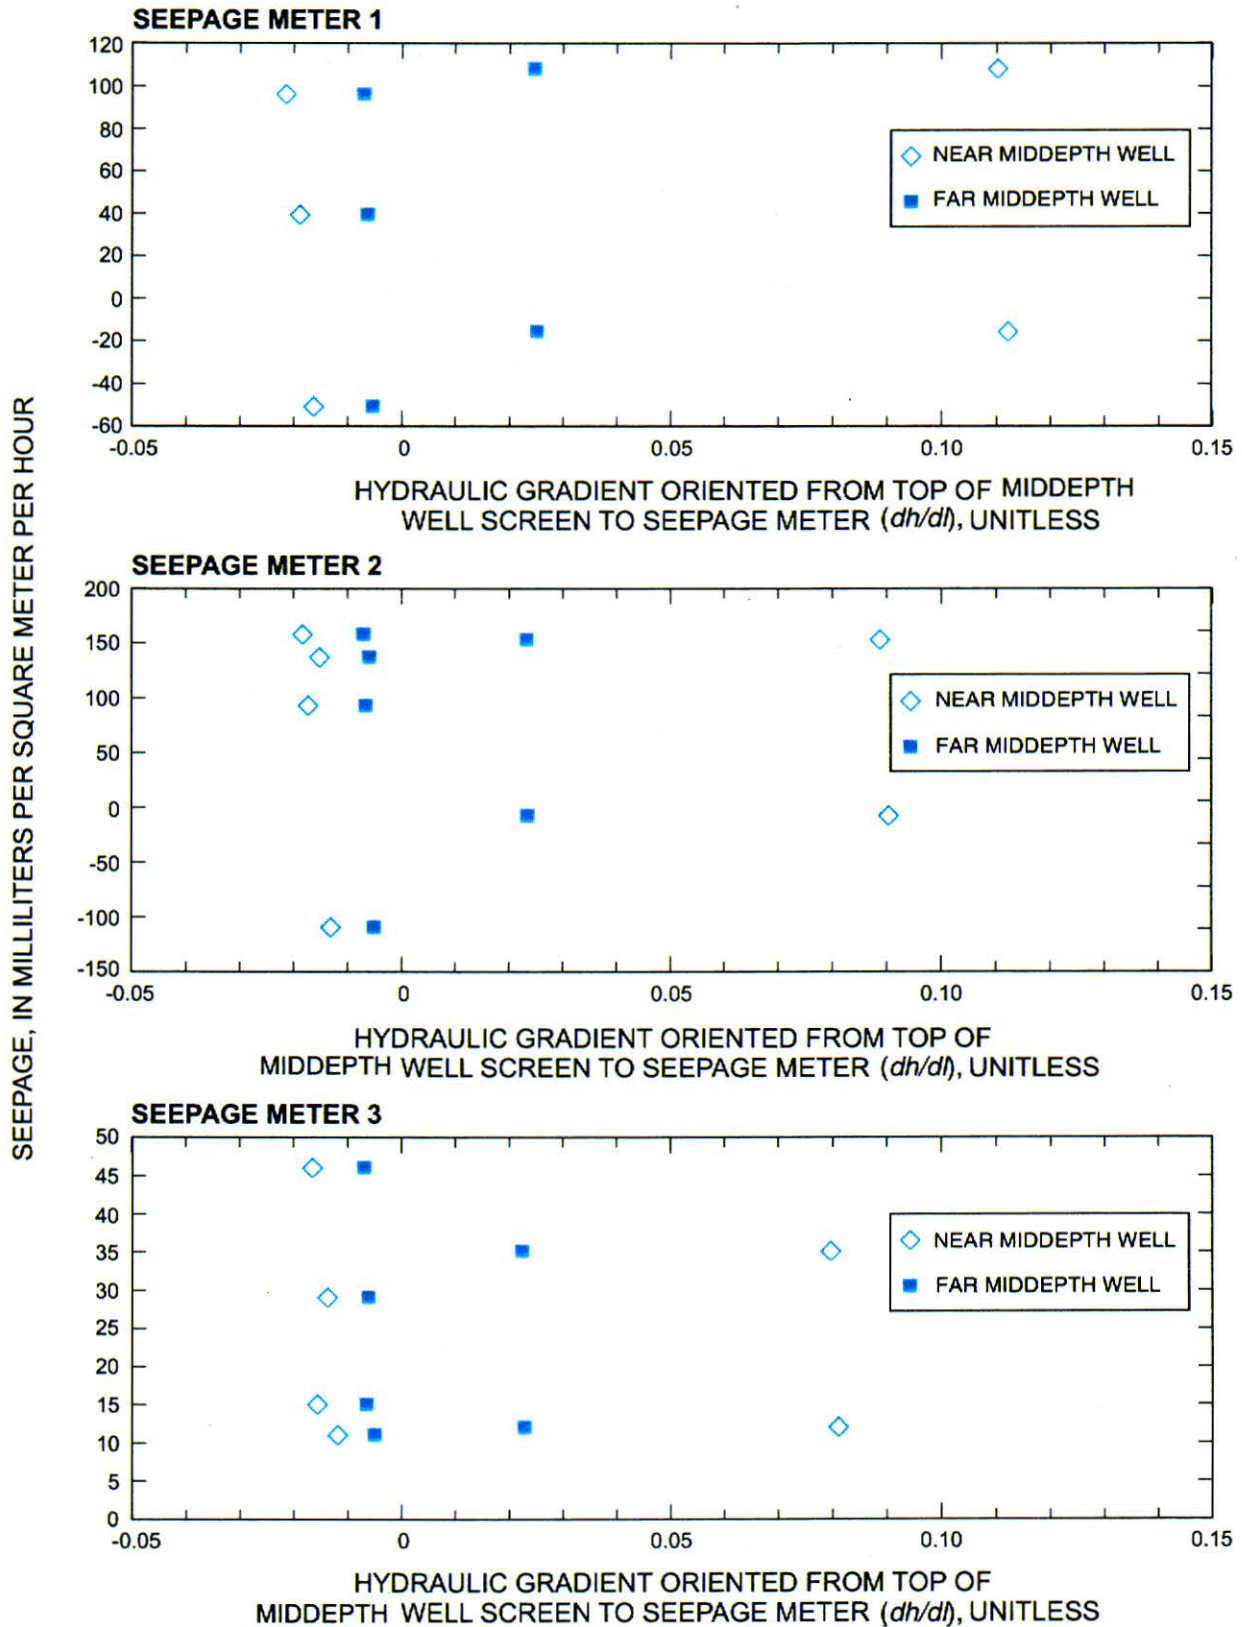 SEEPAGE, IN MILLILITERS PER SQUARE METER PER HOUR
SEEPAGE METER 1
120
100
80
60
40
20
0
-20
-40
-60
-0.05 0 0.05 0.10 0.15
NEAR MIDDEPTH WELL
FAR MIDDEPTH WELL
HYDRAULIC GRADIENT ORIENTED FROM TOP OF MIDDEPTH
WELL SCREEN TO SEEPAGE METER (dh/dl), UNITLESS
SEEPAGE METER 2
200
150
100
50
0
-50
-100
-150
-0.05 0 0.05 0.10 0.15
NEAR MIDDEPTH WELL
FAR MIDDEPTH WELL
HYDRAULIC GRADIENT ORIENTED FROM TOP OF
MIDDEPTH WELL SCREEN TO SEEPAGE METER (dh/dl), UNITLESS
SEEPAGE METER 3
50
45
40
35
30
25
20
15
10
5
0
-0.05 0 0.05 0.10 0.15
NEAR MIDDEPTH WELL
FAR MIDDEPTH WELL
HYDRAULIC GRADIENT ORIENTED FROM TOP OF
MIDDEPTH WELL SCREEN TO SEEPAGE METER (dh/dl), UNITLESS